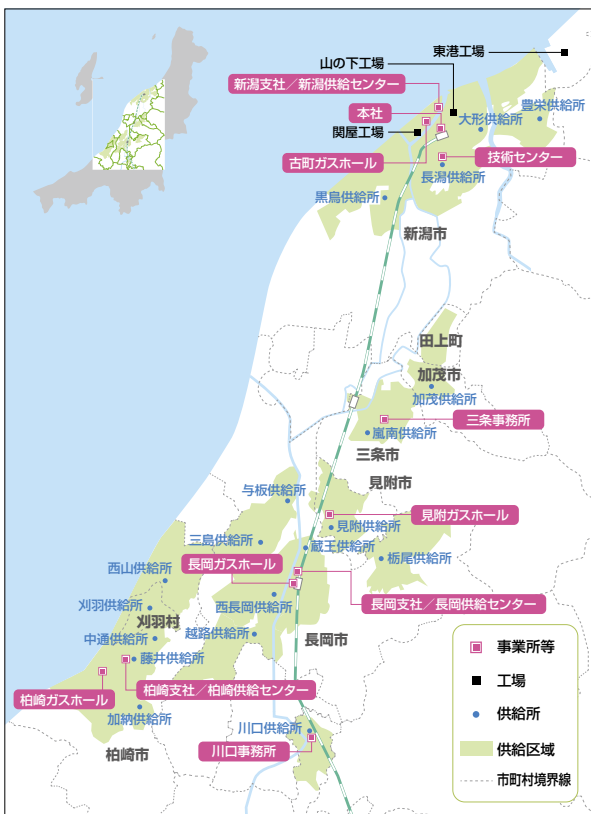 東港工場
山の下工場
新潟支社／新潟供給センター
本社
豊栄供給所
大形供給所
関屋工場
古町ガスホール
技術センター
長潟供給所
黒鳥供給所
新潟市
田上町
加茂市
加茂供給所
三条事務所
嵐南供給所
三条市
見附市
与板供給所
見附ガスホール
見附供給所
三島供給所
蔵王供給所
栃尾供給所
長岡ガスホール
西山供給所
長岡支社／長岡供給センター
西長岡供給所
刈羽供給所
刈羽村
越路供給所
長岡市
中通供給所
藤井供給所
柏崎支社／柏崎供給センター
柏崎ガスホール
加納供給所
川口供給所
柏崎市
川口事務所
事業所等
工場
供給所
供給区域
市町村境界線